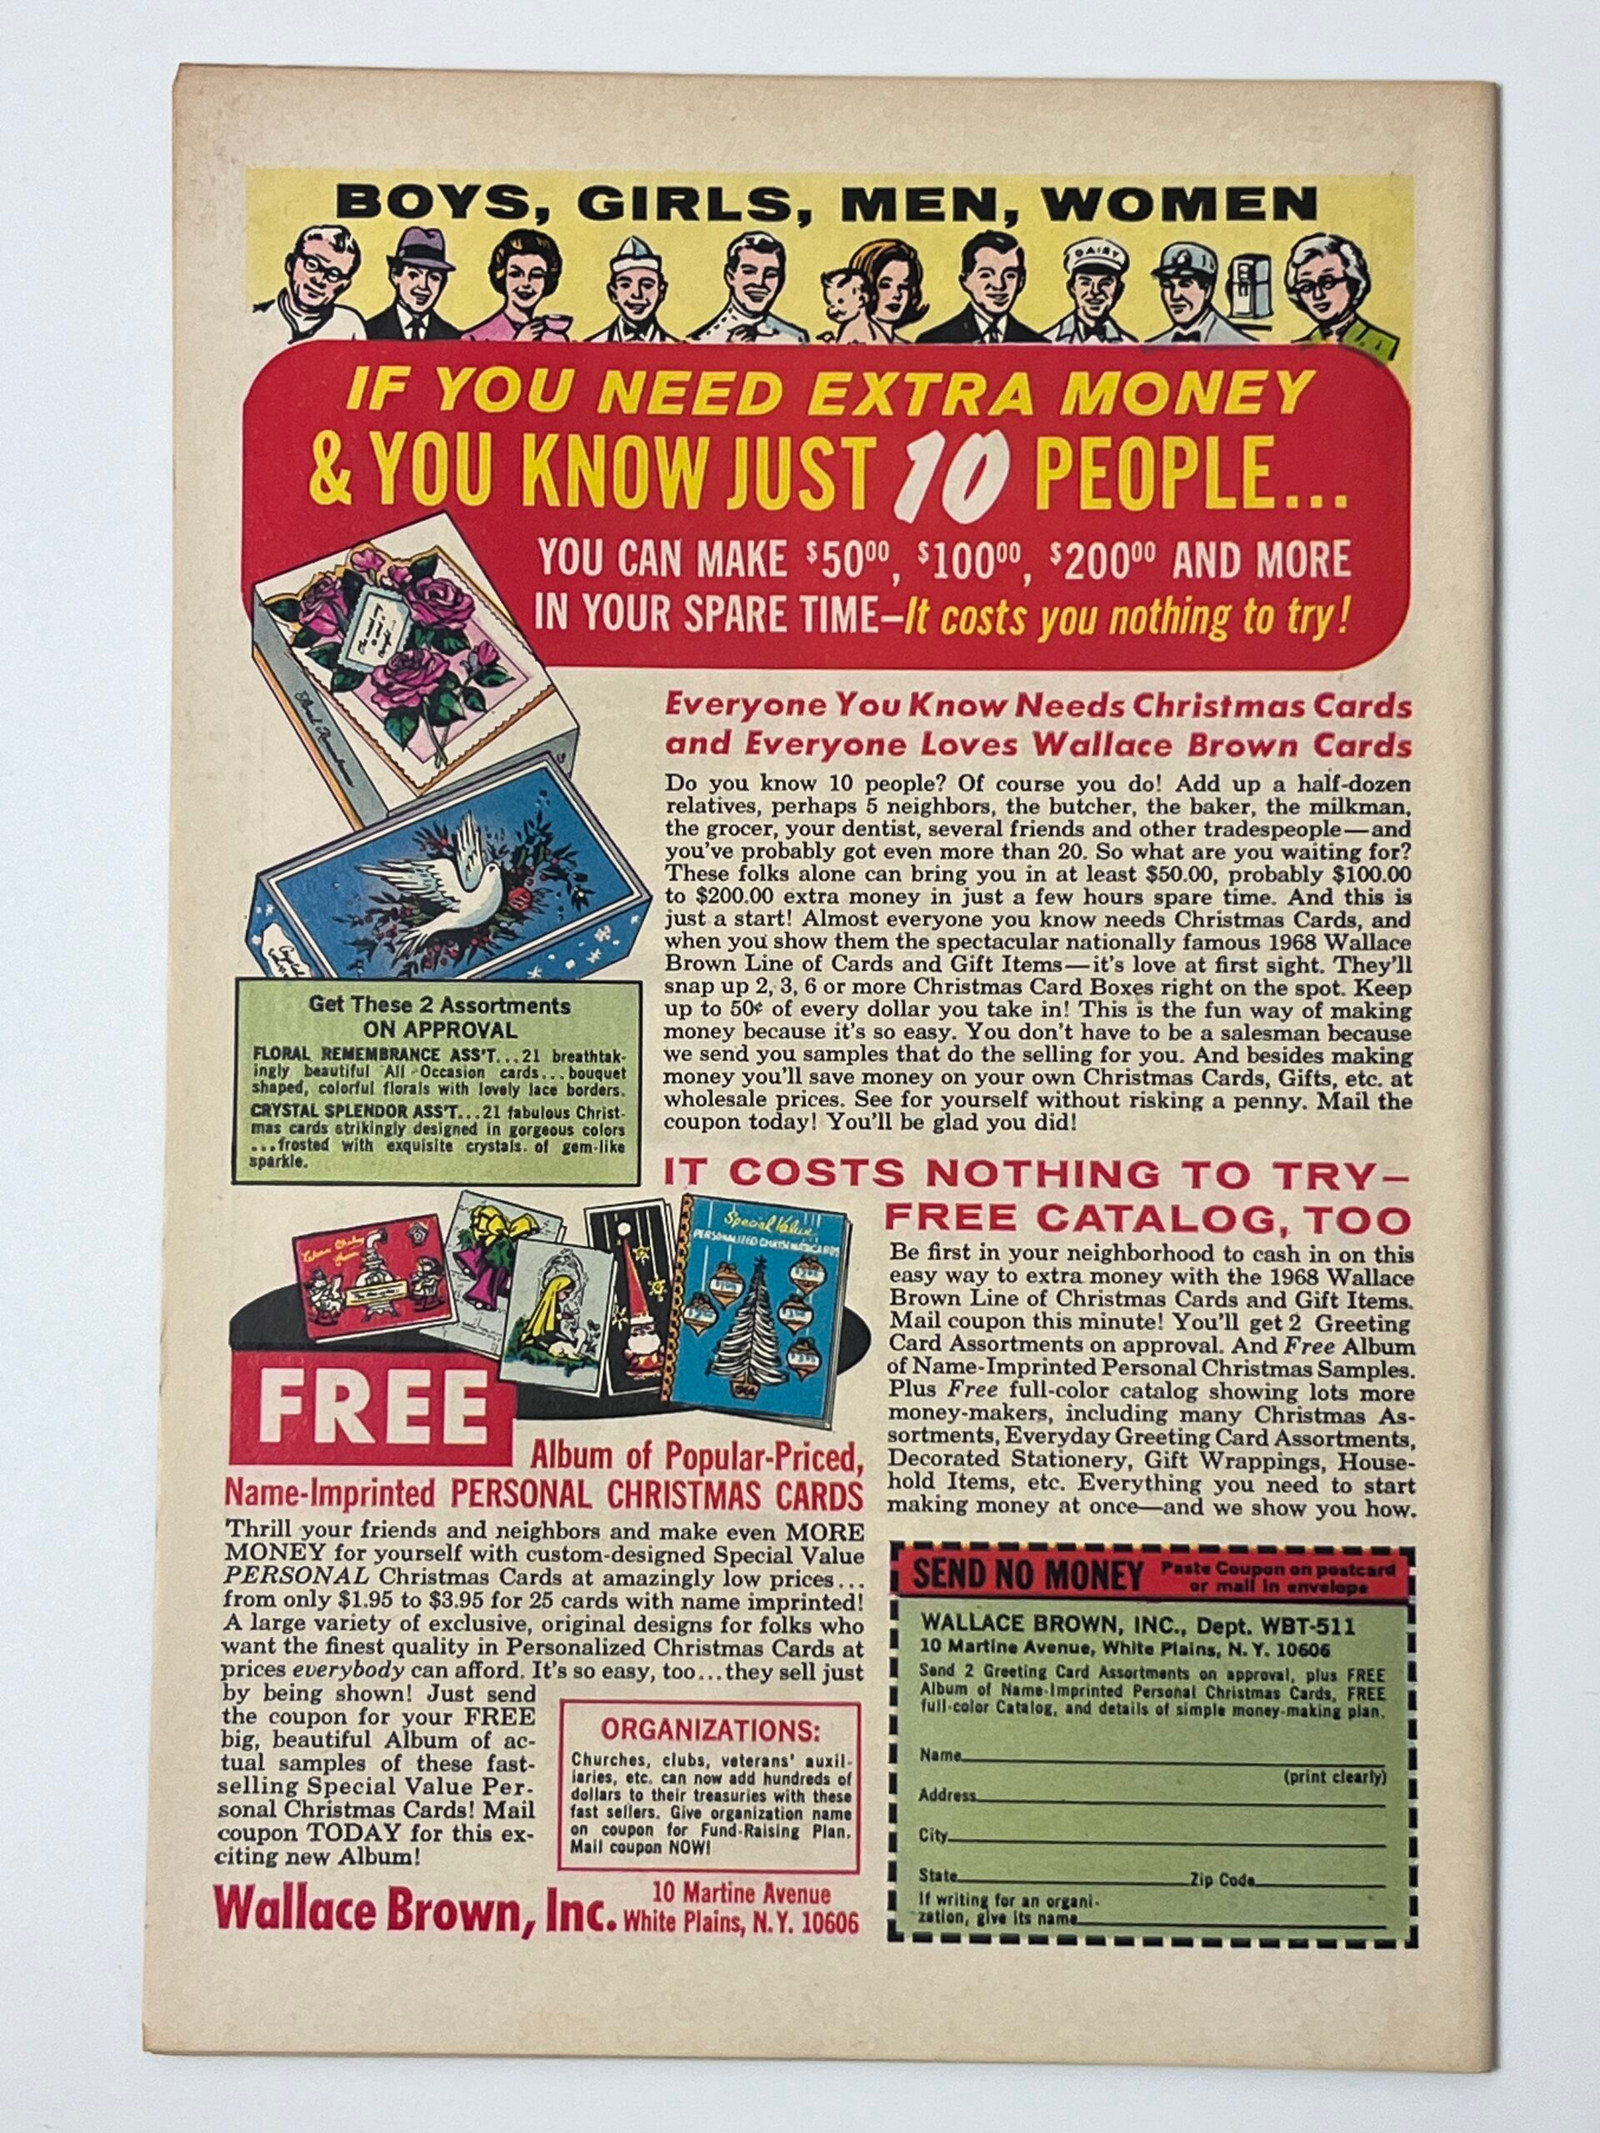 BOYS, GIRLS, MEN, WOMEN
DAIRY
IF YOU NEED EXTRA MONEY
& YOU KNOW JUST 10 PEOPLE...
YOU CAN MAKE $50⁰⁰, $100⁰⁰, $200⁰⁰ AND MORE
IN YOUR SPARE TIME—It costs you nothing to try!
Everyone You Know Needs Christmas Cards
and Everyone Loves Wallace Brown Cards
Do you know 10 people? Of course you do! Add up a half-dozen
relatives, perhaps 5 neighbors, the butcher, the baker, the milkman,
the grocer, your dentist, several friends and other tradespeople—and
you've probably got even more than 20. So what are you waiting for?
These folks alone can bring you in at least $50.00, probably $100.00
to $200.00 extra money in just a few hours spare time. And this is
just a start! Almost everyone you know needs Christmas Cards, and
when you show them the spectacular nationally famous 1968 Wallace
Brown Line of Cards and Gift Items—it's love at first sight. They'll
snap up 2, 3, 6 or more Christmas Card Boxes right on the spot. Keep
up to 50¢ of every dollar you take in! This is the fun way of making
money because it's so easy. You don't have to be a salesman because
we send you samples that do the selling for you. And besides making
money you'll save money on your own Christmas Cards, Gifts, etc. at
wholesale prices. See for yourself without risking a penny. Mail the
coupon today! You'll be glad you did!
Floral Remembrance
Get These 2 Assortments
ON APPROVAL
FLORAL REMEMBRANCE ASS'T...21 breathtak-
ingly beautiful All Occasion cards...bouquet
shaped, colorful florals with lovely lace borders.
CRYSTAL SPLENDOR ASS'T...21 fabulous Christ-
mas cards strikingly designed in gorgeous colors
...frosted with exquisite crystals of gem-like
sparkle.
IT COSTS NOTHING TO TRY—
FREE CATALOG, TOO
Be first in your neighborhood to cash in on this
easy way to extra money with the 1968 Wallace
Brown Line of Christmas Cards and Gift Items.
Mail coupon this minute! You'll get 2 Greeting
Card Assortments on approval. And Free Album
of Name-Imprinted Personal Christmas Samples.
Plus Free full-color catalog showing lots more
money-makers, including many Christmas As-
sortments, Everyday Greeting Card Assortments,
Decorated Stationery, Gift Wrappings, House-
hold Items, etc. Everything you need to start
making money at once—and we show you how.
Special Value
PERSONALIZED CHRISTMAS CARDS
FREE
Album of Popular-Priced,
Name-Imprinted PERSONAL CHRISTMAS CARDS
Thrill your friends and neighbors and make even MORE
MONEY for yourself with custom-designed Special Value
PERSONAL Christmas Cards at amazingly low prices...
from only $1.95 to $3.95 for 25 cards with name imprinted!
A large variety of exclusive, original designs for folks who
want the finest quality in Personalized Christmas Cards at
prices everybody can afford. It's so easy, too...they sell just
by being shown! Just send
the coupon for your FREE
big, beautiful Album of ac-
tual samples of these fast-
selling Special Value Per-
sonal Christmas Cards! Mail
coupon TODAY for this ex-
citing new Album!
ORGANIZATIONS:
Churches, clubs, veterans' auxil-
iaries, etc. can now add hundreds of
dollars to their treasuries with these
fast sellers. Give organization name
on coupon for Fund-Raising Plan.
Mail coupon NOW!
Wallace Brown, Inc.
10 Martine Avenue
White Plains, N.Y. 10606
SEND NO MONEY
Paste Coupon on postcard
or mail in envelope
WALLACE BROWN, INC., Dept. WBT-511
10 Martine Avenue, White Plains, N. Y. 10606
Send 2 Greeting Card Assortments on approval, plus FREE
Album of Name-Imprinted Personal Christmas Cards, FREE
full-color Catalog, and details of simple money-making plan.
Name
(print clearly)
Address
City
State Zip Code
If writing for an organi-
zation, give its name